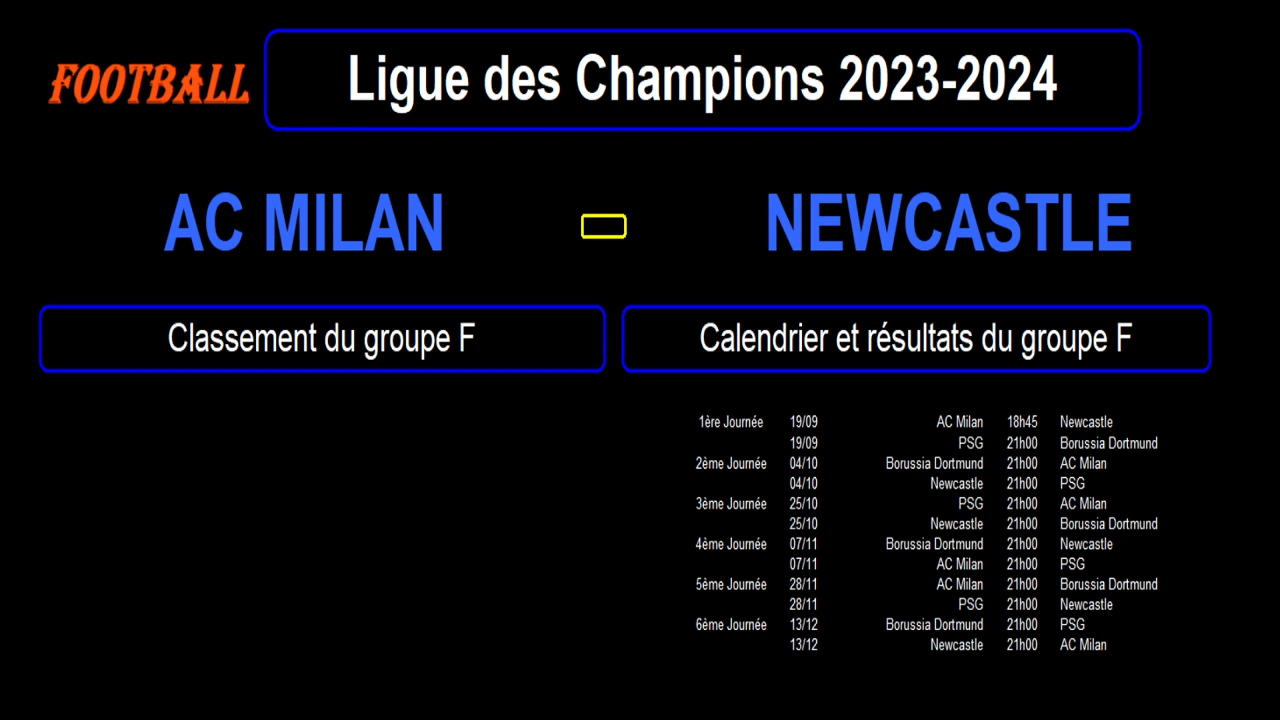 FOOTBALL
Ligue des Champions 2023-2024
AC MILAN
NEWCASTLE
Classement du groupe F
Calendrier et résultats du groupe F
1ère Journée 19/09 AC Milan 18h45 Newcastle
19/09 PSG 21h00 Borussia Dortmund
2ème Journée 04/10 Borussia Dortmund 21h00 AC Milan
04/10 Newcastle 21h00 PSG
3ème Journée 25/10 PSG 21h00 AC Milan
25/10 Newcastle 21h00 Borussia Dortmund
4ème Journée 07/11 Borussia Dortmund 21h00 Newcastle
07/11 AC Milan 21h00 PSG
5ème Journée 28/11 AC Milan 21h00 Borussia Dortmund
28/11 PSG 21h00 Newcastle
6ème Journée 13/12 Borussia Dortmund 21h00 PSG
13/12 Newcastle 21h00 AC Milan